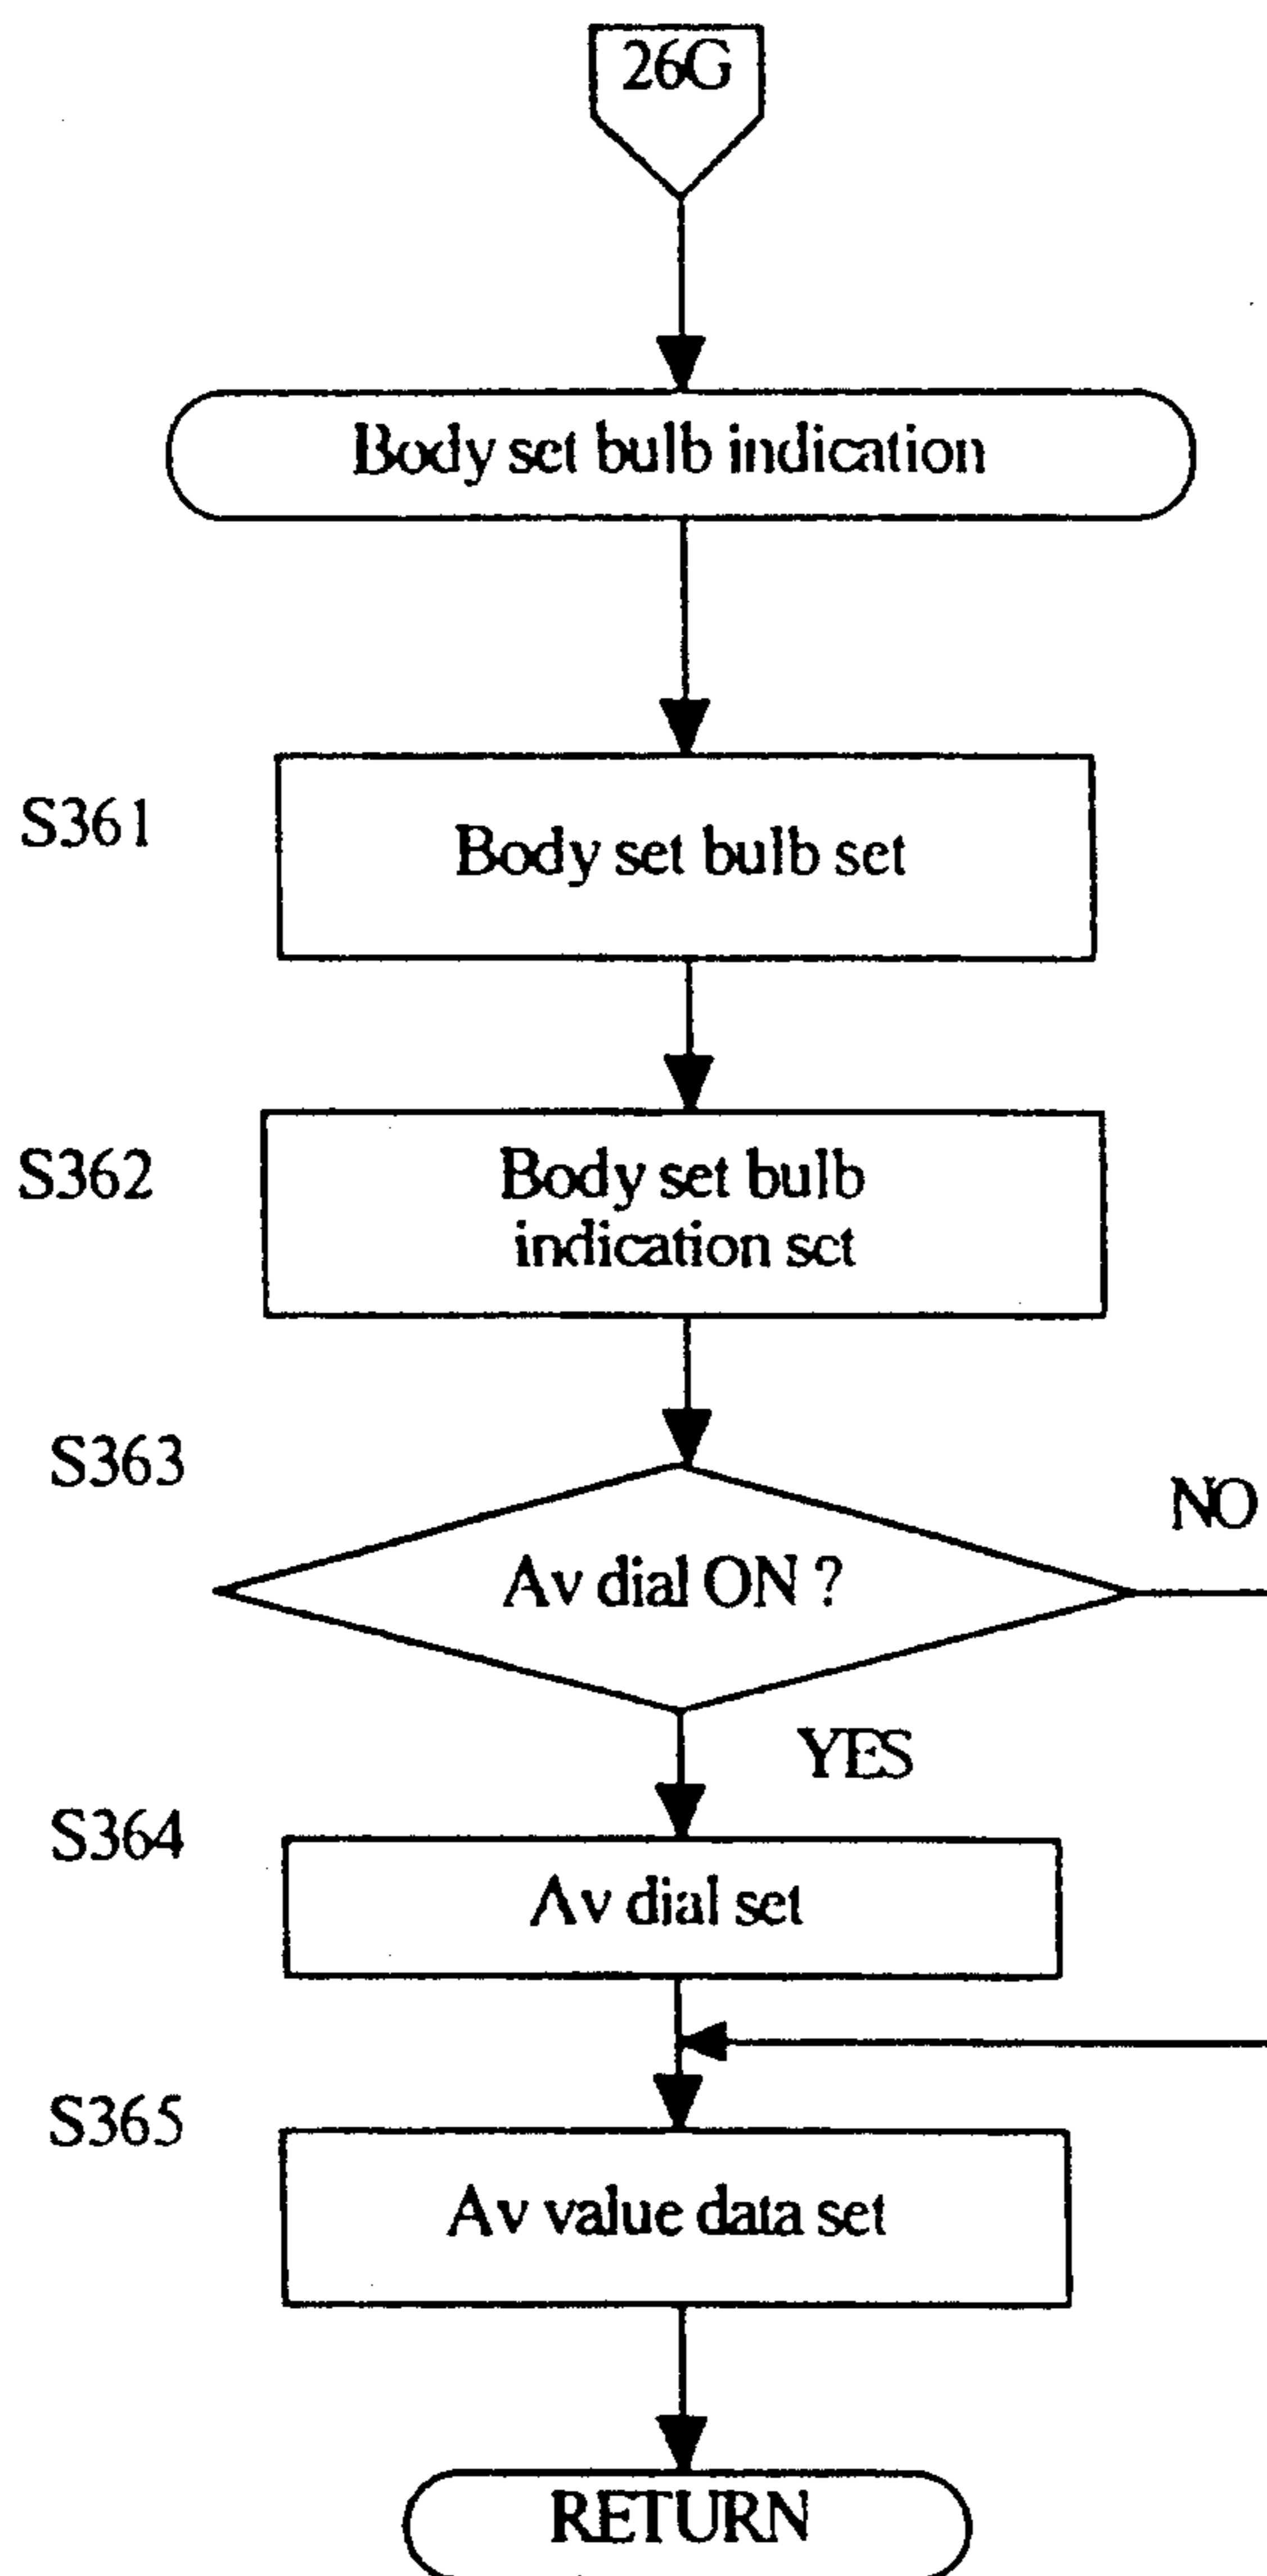 26G
Body set bulb indication
S361
Body set bulb set
S362
Body set bulb
indication set
S363
NO
Av dial ON ?
YES
S364
Av dial set
S365
Av value data set
RETURN